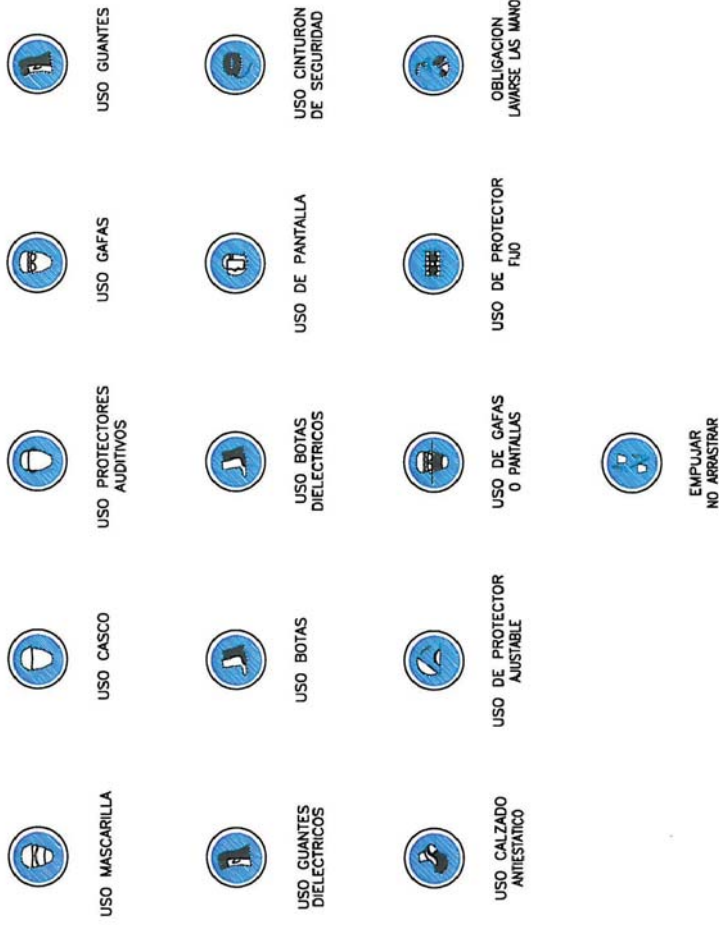 USO MASCARILLA
USO CASCO
USO PROTECTORES
AUDITIVOS
USO GAFAS
USO GUANTES
USO GUANTES
DIELECTRICOS
USO BOTAS
USO BOTAS
DIELECTRICOS
USO DE PANTALLA
USO CINTURON
DE SEGURIDAD
USO CALZADO
ANTIESTATICO
USO DE PROTECTOR
AJUSTABLE
USO DE GAFAS
O PANTALLAS
USO DE PROTECTOR
FIJO
OBLIGACION
LAVARSE LAS MANO
EMPUJAR
NO ARRASTRAR